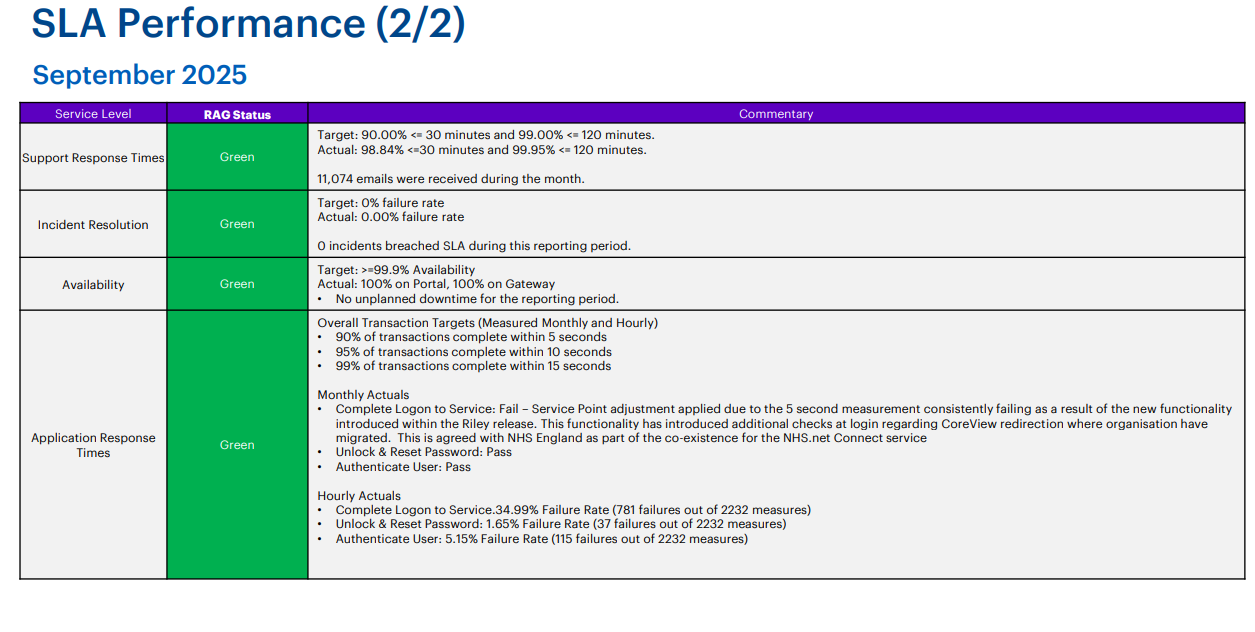 SLA Performance (2/2)
September 2025
Service Level
RAG Status
Commentary
Support Response Times
Green
Target: 90.00% <= 30 minutes and 99.00% <= 120 minutes.
Actual: 98.84% <=30 minutes and 99.95% <= 120 minutes.
11,074 emails were received during the month.
Incident Resolution
Green
Target: 0% failure rate
Actual: 0.00% failure rate
0 incidents breached SLA during this reporting period.
Availability
Green
Target: >=99.9% Availability
Actual: 100% on Portal, 100% on Gateway
• No unplanned downtime for the reporting period.
Application Response
Times
Green
Overall Transaction Targets (Measured Monthly and Hourly)
• 90% of transactions complete within 5 seconds
• 95% of transactions complete within 10 seconds
• 99% of transactions complete within 15 seconds
Monthly Actuals
• Complete Logon to Service: Fail – Service Point adjustment applied due to the 5 second measurement consistently failing as a result of the new functionality
introduced within the Riley release. This functionality has introduced additional checks at login regarding CoreView redirection where organisation have
migrated. This is agreed with NHS England as part of the co-existence for the NHS.net Connect service
• Unlock & Reset Password: Pass
• Authenticate User: Pass
Hourly Actuals
• Complete Logon to Service.34.99% Failure Rate (781 failures out of 2232 measures)
• Unlock & Reset Password: 1.65% Failure Rate (37 failures out of 2232 measures)
• Authenticate User: 5.15% Failure Rate (115 failures out of 2232 measures)